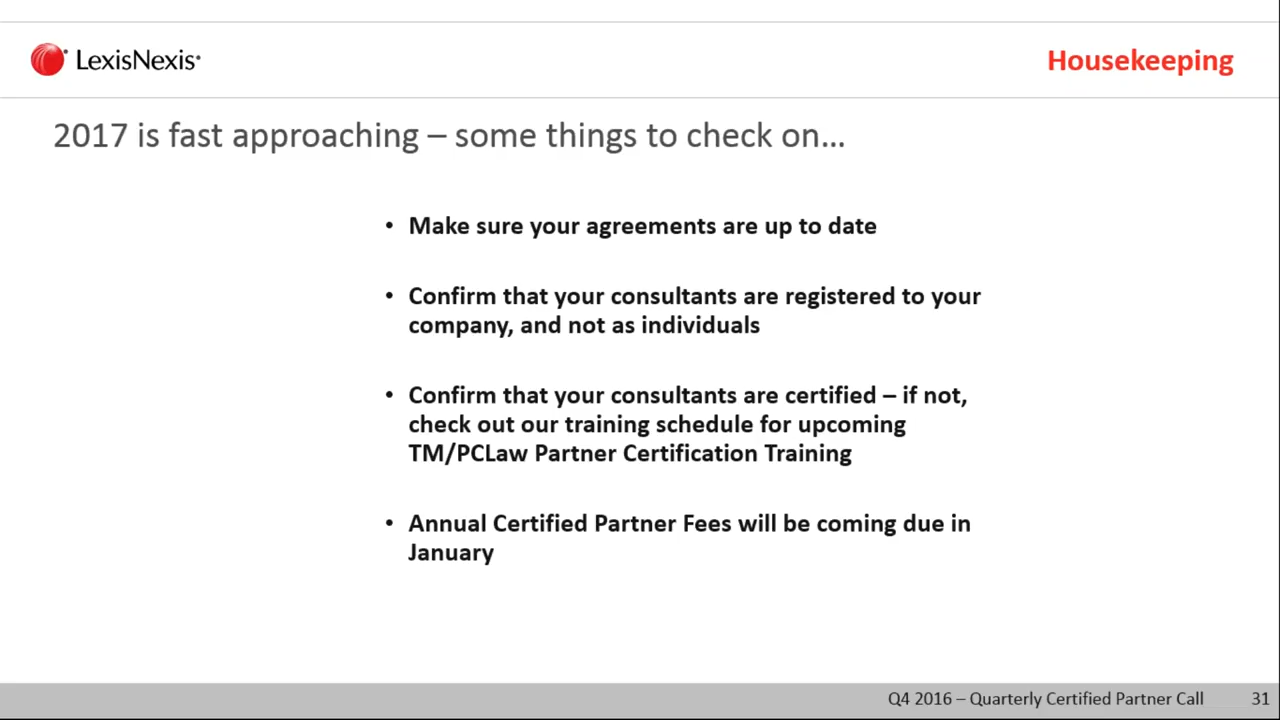 LexisNexis®
Housekeeping
2017 is fast approaching – some things to check on…
• Make sure your agreements are up to date
• Confirm that your consultants are registered to your
company, and not as individuals
• Confirm that your consultants are certified – if not,
check out our training schedule for upcoming
TM/PCLaw Partner Certification Training
• Annual Certified Partner Fees will be coming due in
January
Q4 2016 – Quarterly Certified Partner Call 31